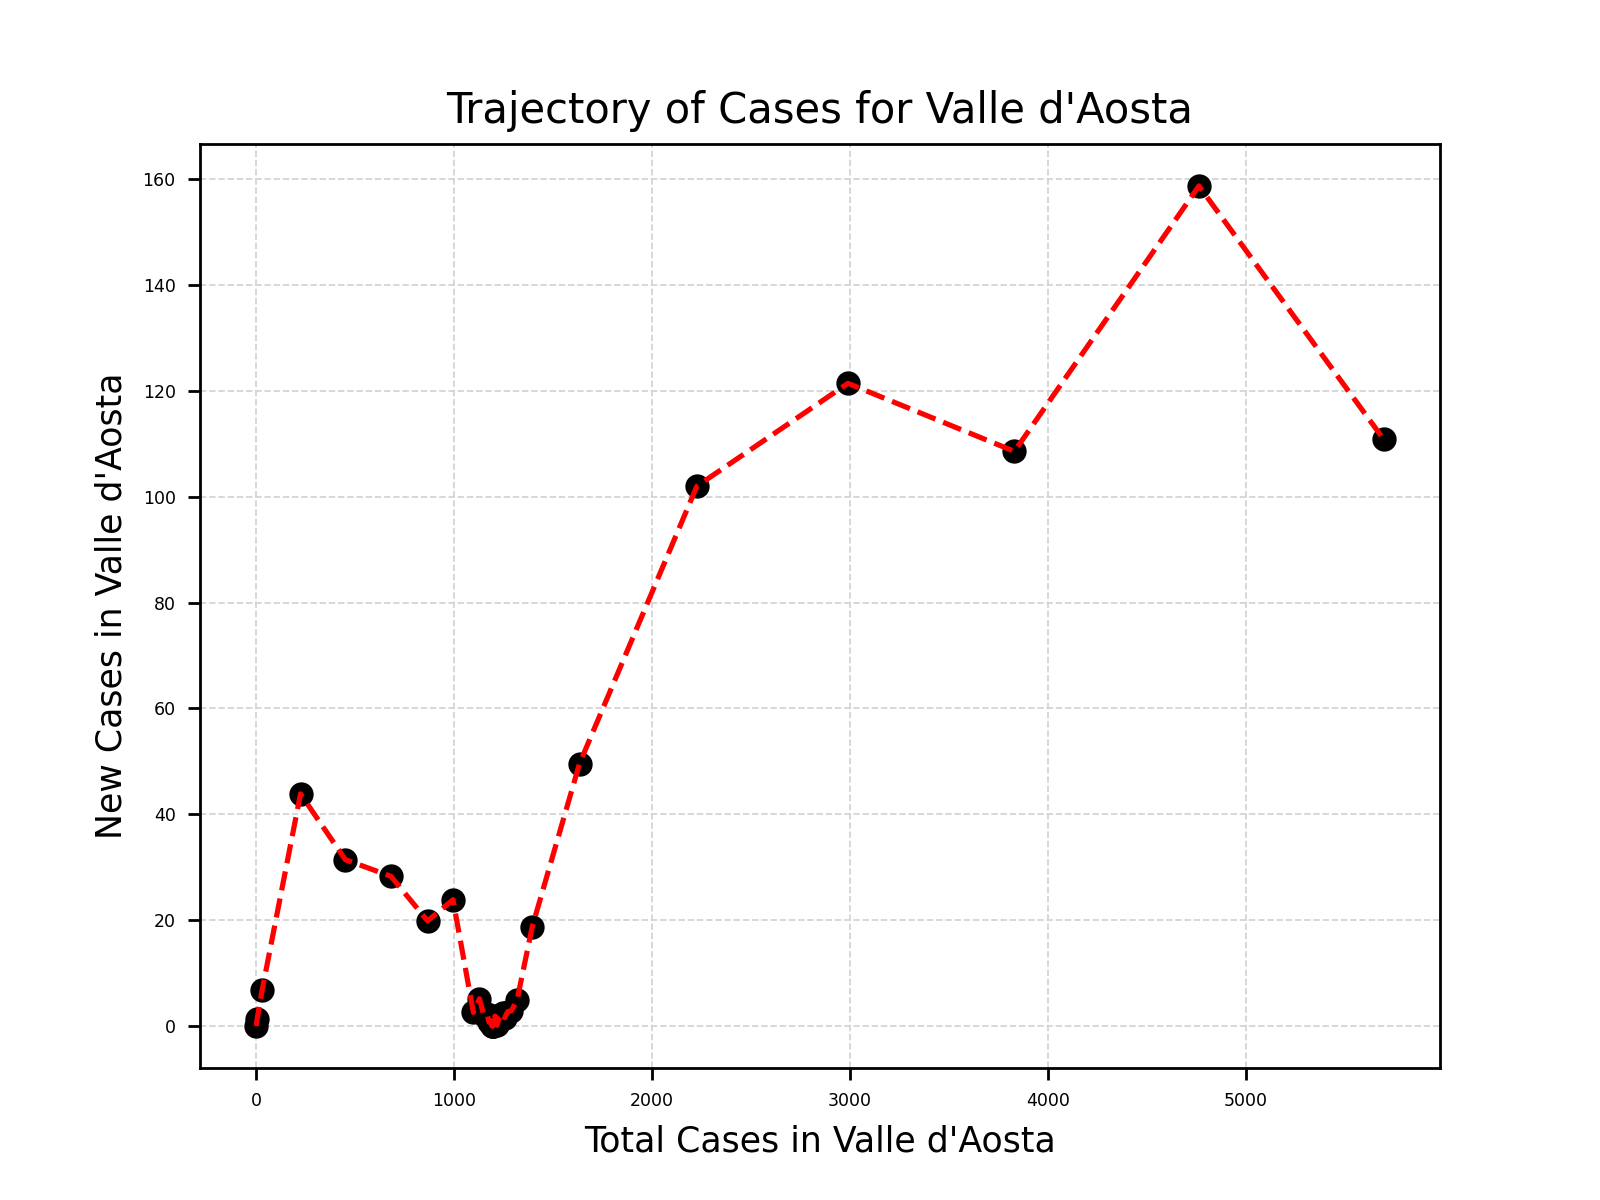 Trajectory of Cases for Valle d'Aosta
New Cases in Valle d'Aosta
160
140
120
100
80
60
40
20
0
0 1000 2000 3000 4000 5000
Total Cases in Valle d'Aosta